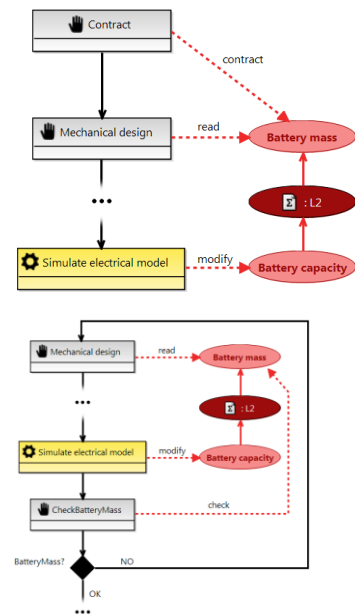 Contract
contract
Mechanical design
read
Battery mass
...
Σ : L2
Simulate electrical model
modify
Battery capacity
Mechanical design
read
Battery mass
...
Σ : L2
Simulate electrical model
modify
Battery capacity
CheckBatteryMass
check
BatteryMass?
NO
OK
...